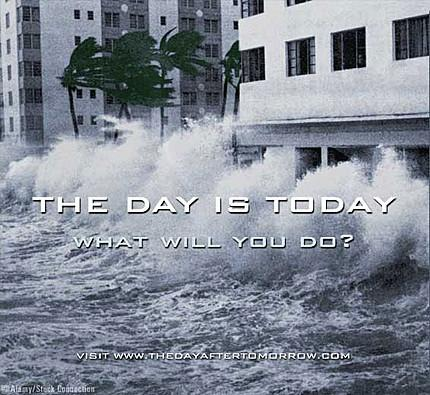 THE DAY IS TODAY
WHAT WILL YOU DO?
VISIT WWW.THEDAYAFTERTOMORROW.COM
©Alamy/Stock Connection